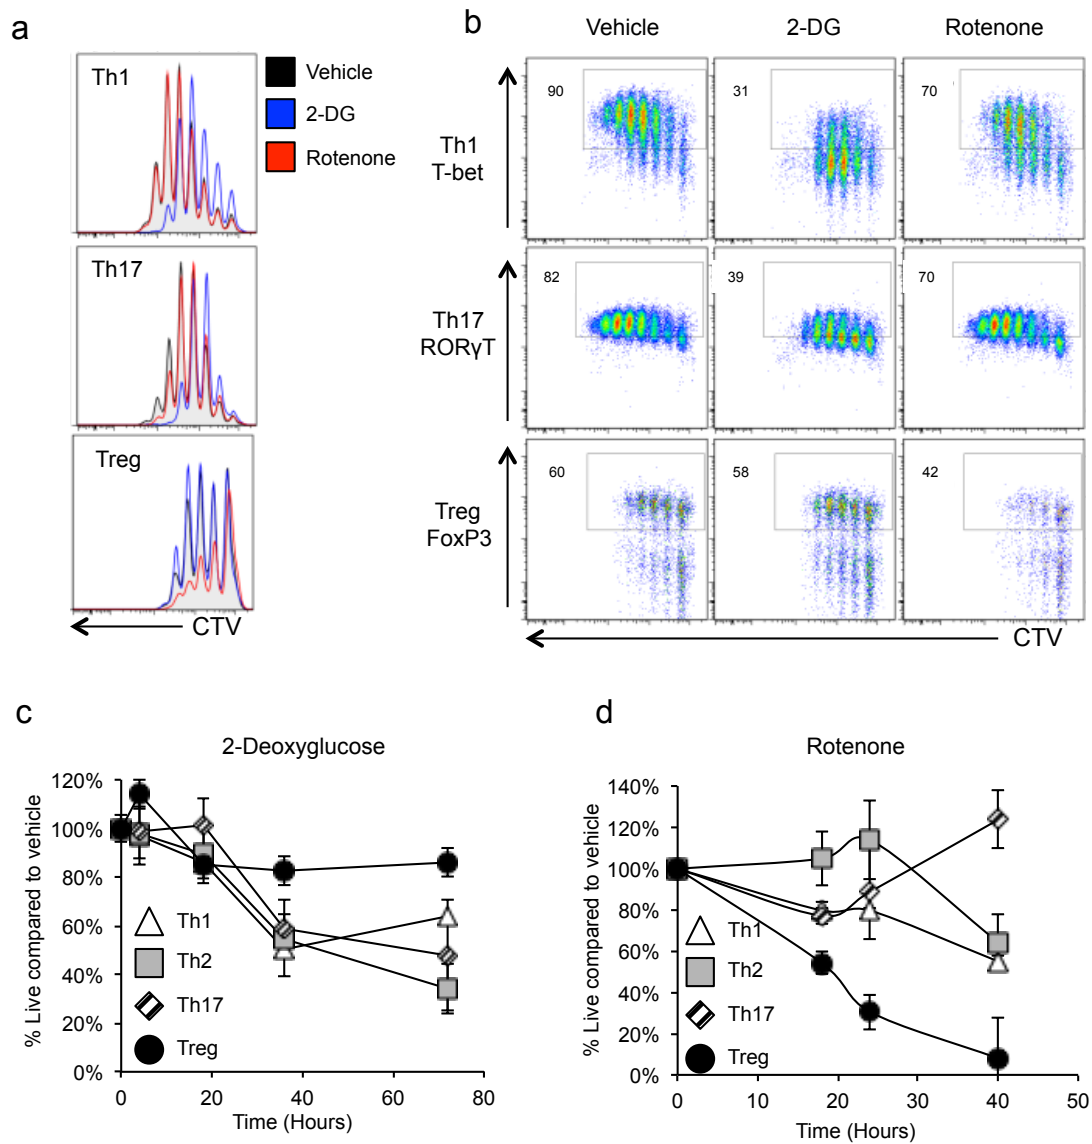 a
Th1
Vehicle
2-DG
Rotenone
Th17
Treg
CTV
b
Vehicle 2-DG Rotenone
Th1
T-bet
90 31 70
Th17
RORγT
82 39 70
Treg
FoxP3
60 58 42
CTV
c
2-Deoxyglucose
% Live compared to vehicle
120%
100%
80%
60%
40%
20%
0%
Th1
Th2
Th17
Treg
0 20 40 60 80
Time (Hours)
d
Rotenone
% Live compared to vehicle
140%
120%
100%
80%
60%
40%
20%
0%
Th1
Th2
Th17
Treg
0 10 20 30 40 50
Time (Hours)